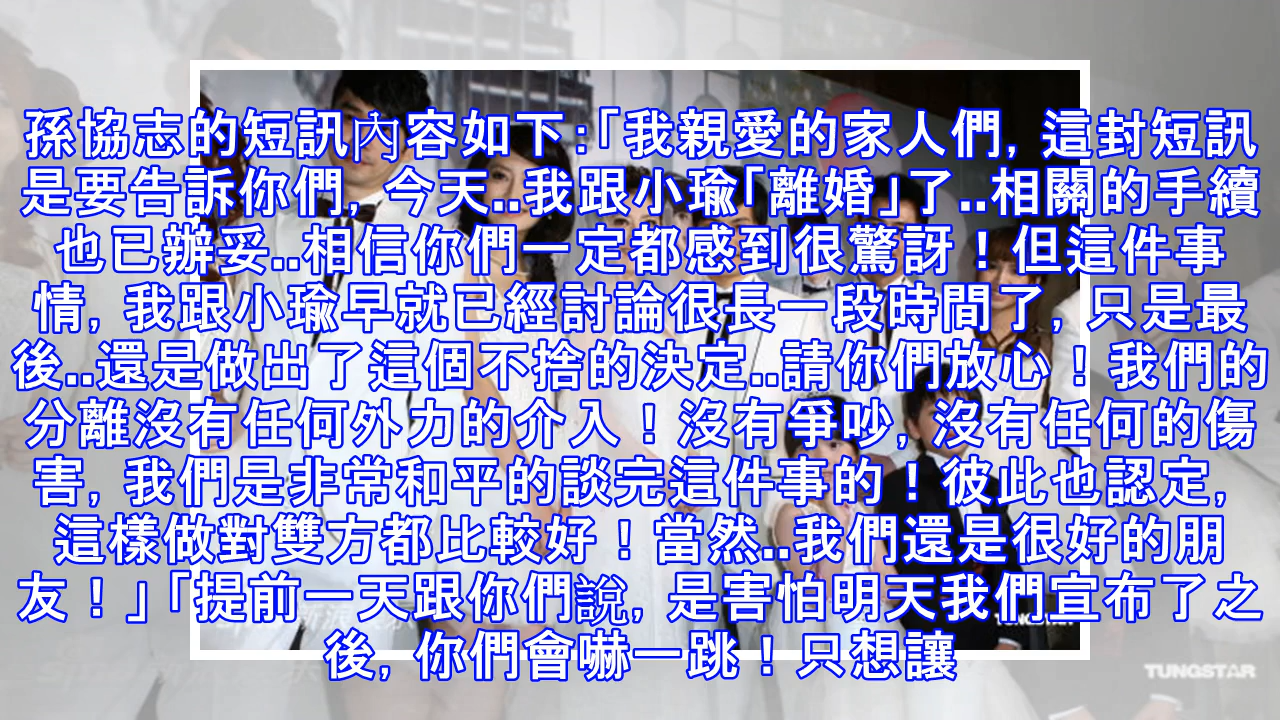 孫協志的短訊內容如下:「我親愛的家人們, 這封短訊
是要告訴你們, 今天..我跟小瑜「離婚」了..相關的手續
也已辦妥..相信你們一定都感到很驚訝！但這件事
情, 我跟小瑜早就已經討論很長一段時間了, 只是最
後..還是做出了這個不捨的決定..請你們放心！我們的
分離沒有任何外力的介入！沒有爭吵, 沒有任何的傷
害, 我們是非常和平的談完這件事的！彼此也認定,
這樣做對雙方都比較好！當然..我們還是很好的朋
友！」「提前一天跟你們說, 是害怕明天我們宣布了之
後, 你們會嚇一跳！只想讓
TUNGSTAR